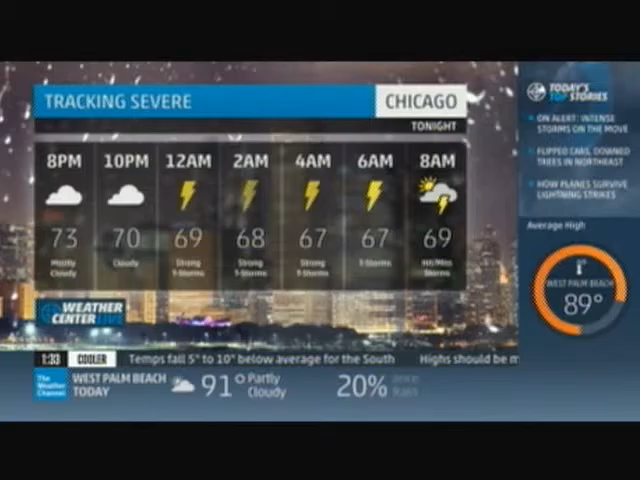 TRACKING SEVERE
CHICAGO
TONIGHT
8PM 10PM 12AM 2AM 4AM 6AM 8AM
73 70 69 68 67 67 69
Mostly Cloudy Strong Strong Strong T-Storms Hit/Miss
Cloudy T-Storms T-Storms T-Storms Storms
WEATHER
CENTER LIVE
TODAY'S
TOP STORIES
ON ALERT: INTENSE
STORMS ON THE MOVE
FLIPPED CARS, DOWNED
TREES IN NORTHEAST
HOW PLANES SURVIVE
LIGHTNING STRIKES
Average High
WEST PALM BEACH
89°
1:33 COOLER Temps fall 5° to 10° below average for the South Highs should be m
The
Weather
Channel
WEST PALM BEACH
TODAY
91° Partly
Cloudy
20%